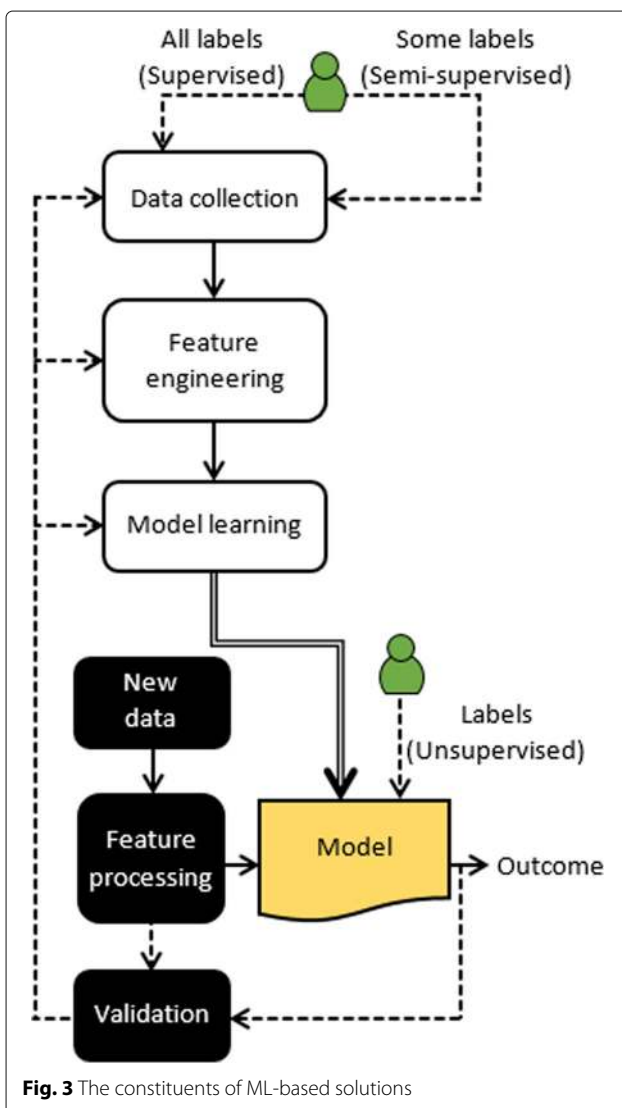 All labels
(Supervised)
Some labels
(Semi-supervised)
Data collection
Feature
engineering
Model learning
New
data
Labels
(Unsupervised)
Feature
processing
Model
Outcome
Validation
Fig. 3 The constituents of ML-based solutions